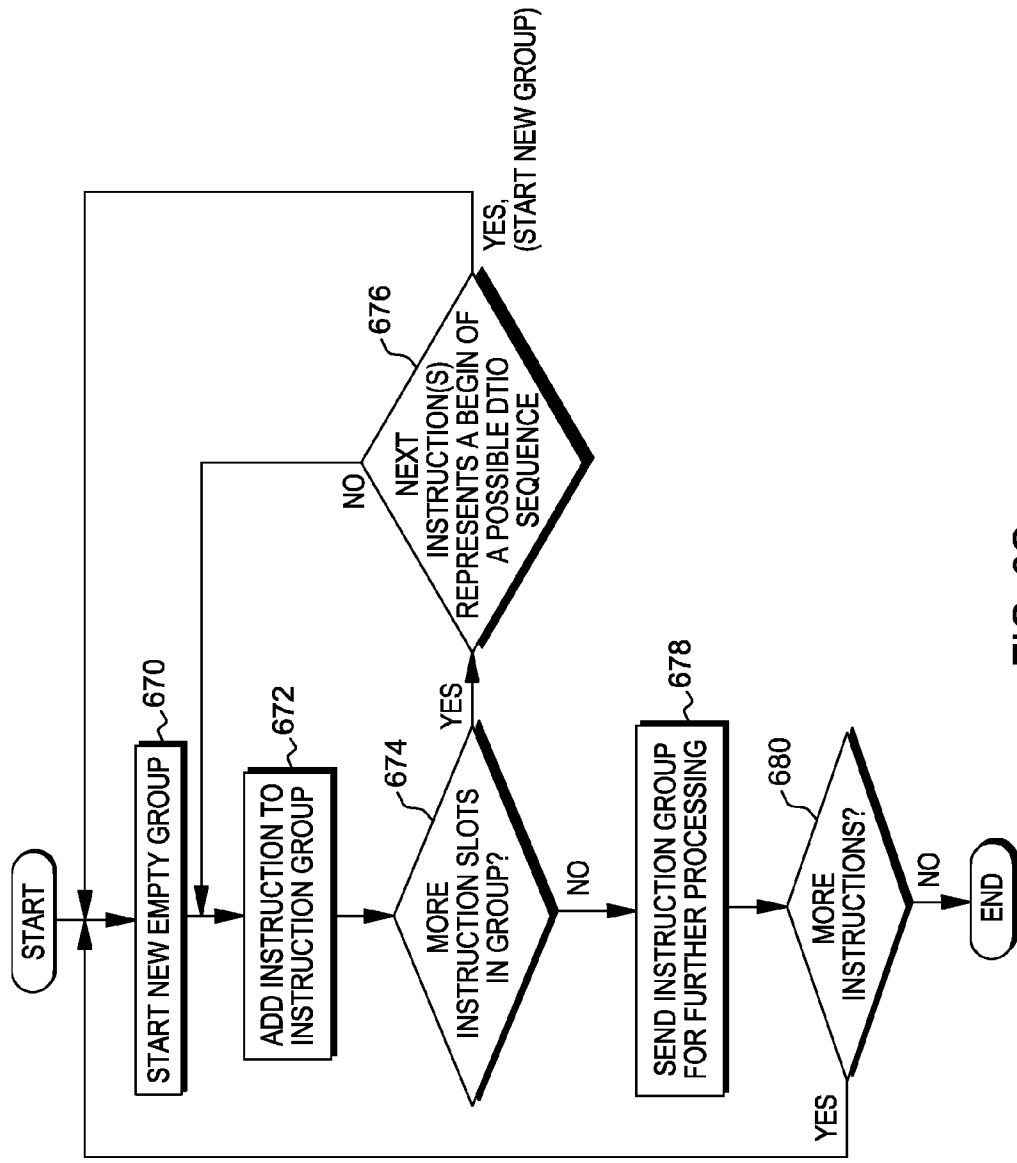 START
START NEW EMPTY GROUP
670
ADD INSTRUCTION TO
INSTRUCTION GROUP
672
MORE
INSTRUCTION SLOTS
IN GROUP?
674
YES
NO
NEXT
INSTRUCTION(S)
REPRESENTS A BEGIN OF
A POSSIBLE DTIO
SEQUENCE
676
NO
YES,
(START NEW GROUP)
SEND INSTRUCTION GROUP
FOR FURTHER PROCESSING
678
MORE
INSTRUCTIONS?
680
YES
NO
END